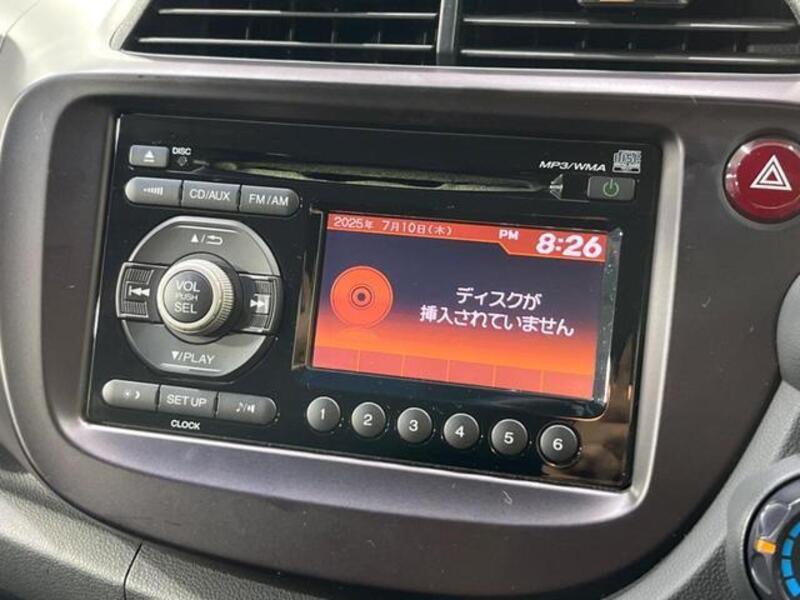 DISC
MP3/WMA
COMPACT disc
CD/AUX
FM/AM
2025年 7月10日(木)
PM 8:26
VOL
PUSH
SEL
ディスクが
挿入されていません
/PLAY
SET UP
CLOCK
1 2 3 4 5 6